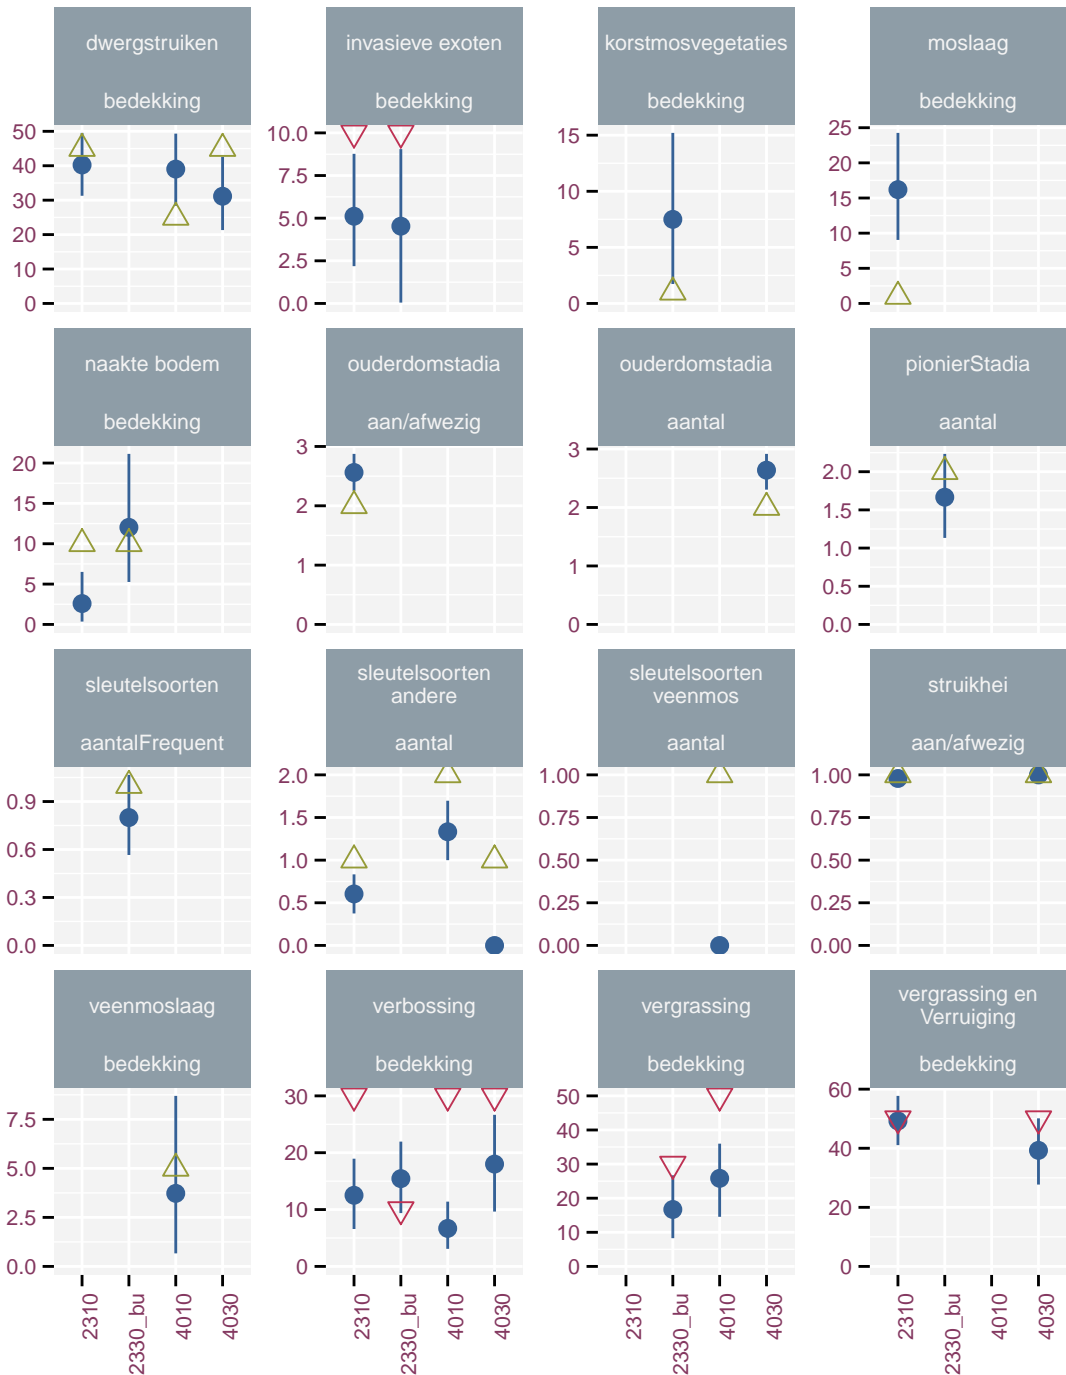 dwergstruiken
bedekking
50
40
30
20
10
0
invasieve exoten
bedekking
10.0
7.5
5.0
2.5
0.0
korstmosvegetaties
bedekking
15
10
5
0
moslaag
bedekking
25
20
15
10
5
0
naakte bodem
bedekking
20
15
10
5
0
ouderdomstadia
aan/afwezig
3
2
1
0
ouderdomstadia
aantal
3
2
1
0
pionierStadia
aantal
2.0
1.5
1.0
0.5
0.0
sleutelsoorten
aantalFrequent
0.9
0.6
0.3
0.0
sleutelsoorten
andere
aantal
2.0
1.5
1.0
0.5
0.0
sleutelsoorten
veenmos
aantal
1.00
0.75
0.50
0.25
0.00
struikhei
aan/afwezig
1.00
0.75
0.50
0.25
0.00
veenmoslaag
bedekking
7.5
5.0
2.5
0.0
2310
2330_bu
4010
4030
verbossing
bedekking
30
20
10
0
2310
2330_bu
4010
4030
vergrassing
bedekking
50
40
30
20
10
0
2310
2330_bu
4010
4030
vergrassing en
Verruiging
bedekking
60
40
20
0
2310
2330_bu
4010
4030